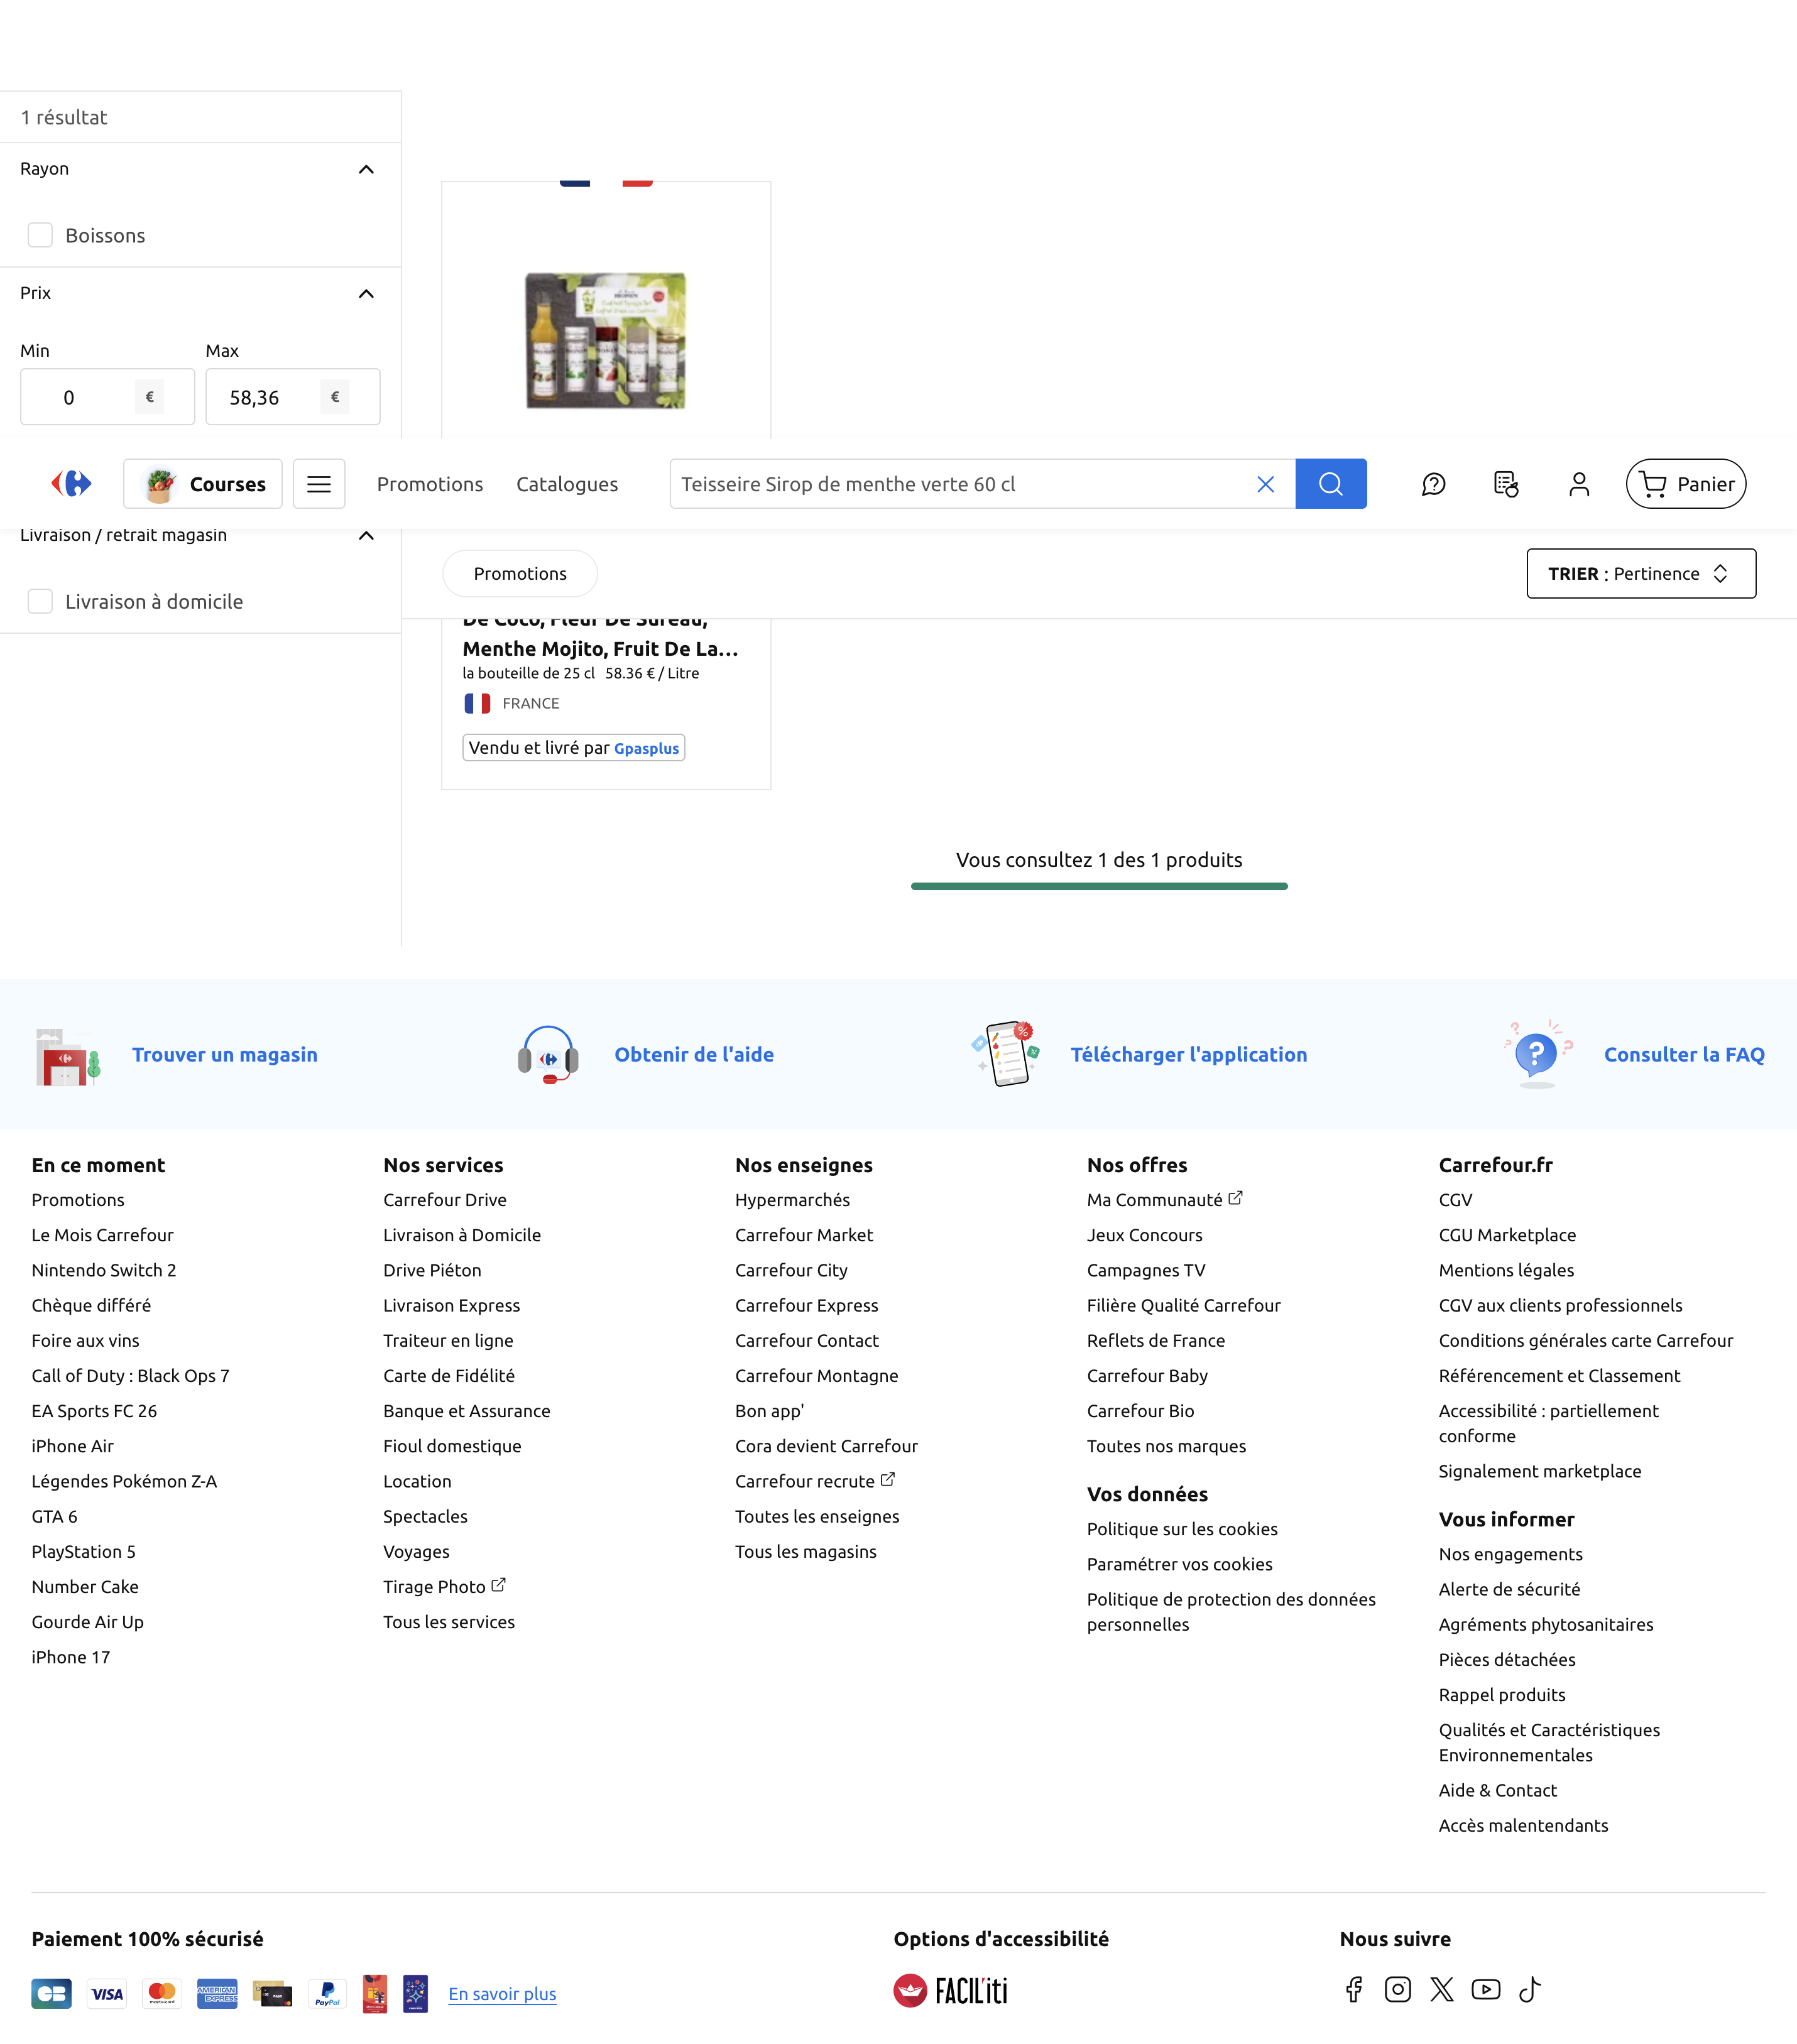 1 résultat
Rayon
Boissons
Prix
Min
Max
0 €
58,36 €
Courses
Promotions
Catalogues
Teisseire Sirop de menthe verte 60 cl
Panier
Livraison / retrait magasin
Livraison à domicile
Promotions
TRIER : Pertinence
De Coco, Fleur De Sureau,
Menthe Mojito, Fruit De La...
la bouteille de 25 cl 58.36 € / Litre
FRANCE
Vendu et livré par Gpasplus
Vous consultez 1 des 1 produits
Trouver un magasin
Obtenir de l'aide
Télécharger l'application
Consulter la FAQ
En ce moment
Promotions
Le Mois Carrefour
Nintendo Switch 2
Chèque différé
Foire aux vins
Call of Duty : Black Ops 7
EA Sports FC 26
iPhone Air
Légendes Pokémon Z-A
GTA 6
PlayStation 5
Number Cake
Gourde Air Up
iPhone 17
Nos services
Carrefour Drive
Livraison à Domicile
Drive Piéton
Livraison Express
Traiteur en ligne
Carte de Fidélité
Banque et Assurance
Fioul domestique
Location
Spectacles
Voyages
Tirage Photo
Tous les services
Nos enseignes
Hypermarchés
Carrefour Market
Carrefour City
Carrefour Express
Carrefour Contact
Carrefour Montagne
Bon app'
Cora devient Carrefour
Carrefour recrute
Toutes les enseignes
Tous les magasins
Nos offres
Ma Communauté
Jeux Concours
Campagnes TV
Filière Qualité Carrefour
Reflets de France
Carrefour Baby
Carrefour Bio
Toutes nos marques
Vos données
Politique sur les cookies
Paramétrer vos cookies
Politique de protection des données
personnelles
Carrefour.fr
CGV
CGU Marketplace
Mentions légales
CGV aux clients professionnels
Conditions générales carte Carrefour
Référencement et Classement
Accessibilité : partiellement
conforme
Signalement marketplace
Vous informer
Nos engagements
Alerte de sécurité
Agréments phytosanitaires
Pièces détachées
Rappel produits
Qualités et Caractéristiques
Environnementales
Aide & Contact
Accès malentendants
Paiement 100% sécurisé
CB
VISA
AMERICAN
EXPRESS
PayPal
En savoir plus
Options d'accessibilité
FACIL'iti
Nous suivre